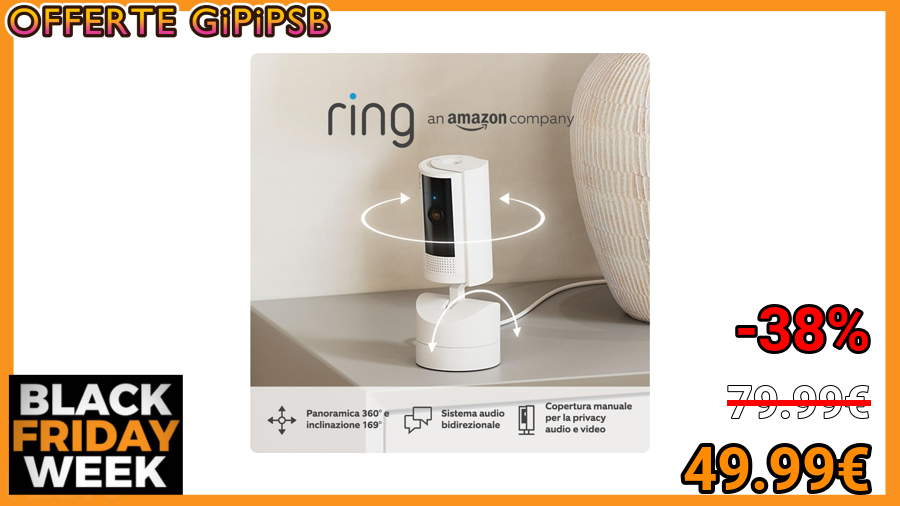 OFFERTE GiPiPSB
ring an amazon company
-38%
79.99€
49.99€
BLACK
FRIDAY
WEEK
Panoramica 360° e
inclinazione 169°
Sistema audio
bidirezionale
Copertura manuale
per la privacy
audio e video